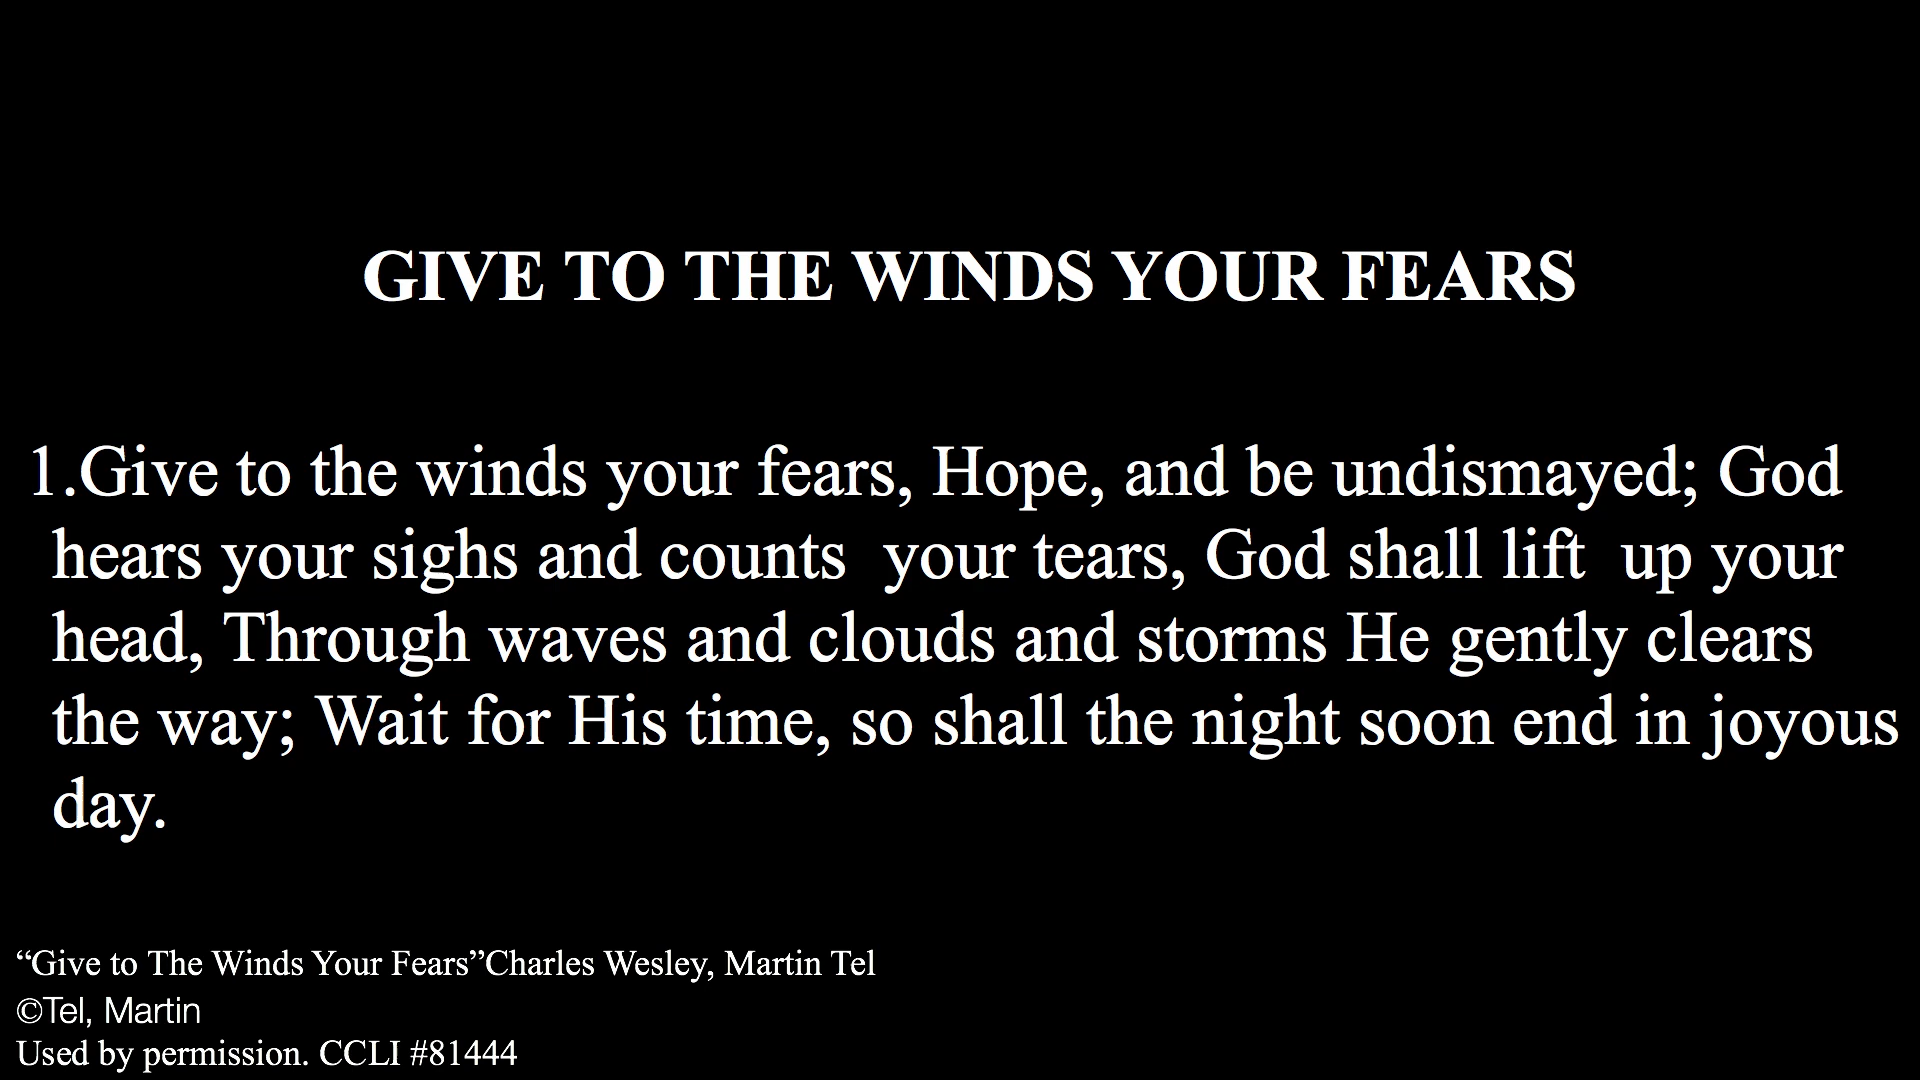 GIVE TO THE WINDS YOUR FEARS
1.Give to the winds your fears, Hope, and be undismayed; God
hears your sighs and counts  your tears, God shall lift  up your
head, Through waves and clouds and storms He gently clears
the way; Wait for His time, so shall the night soon end in joyous
day.
“Give to The Winds Your Fears”Charles Wesley, Martin Tel
©Tel, Martin
Used by permission. CCLI #81444